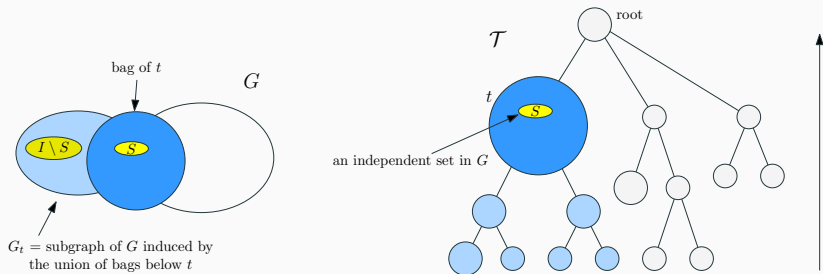 bag of t
G
I \ S
S
G_t = subgraph of G induced by
the union of bags below t
root
𝒯
t
S
an independent set in G